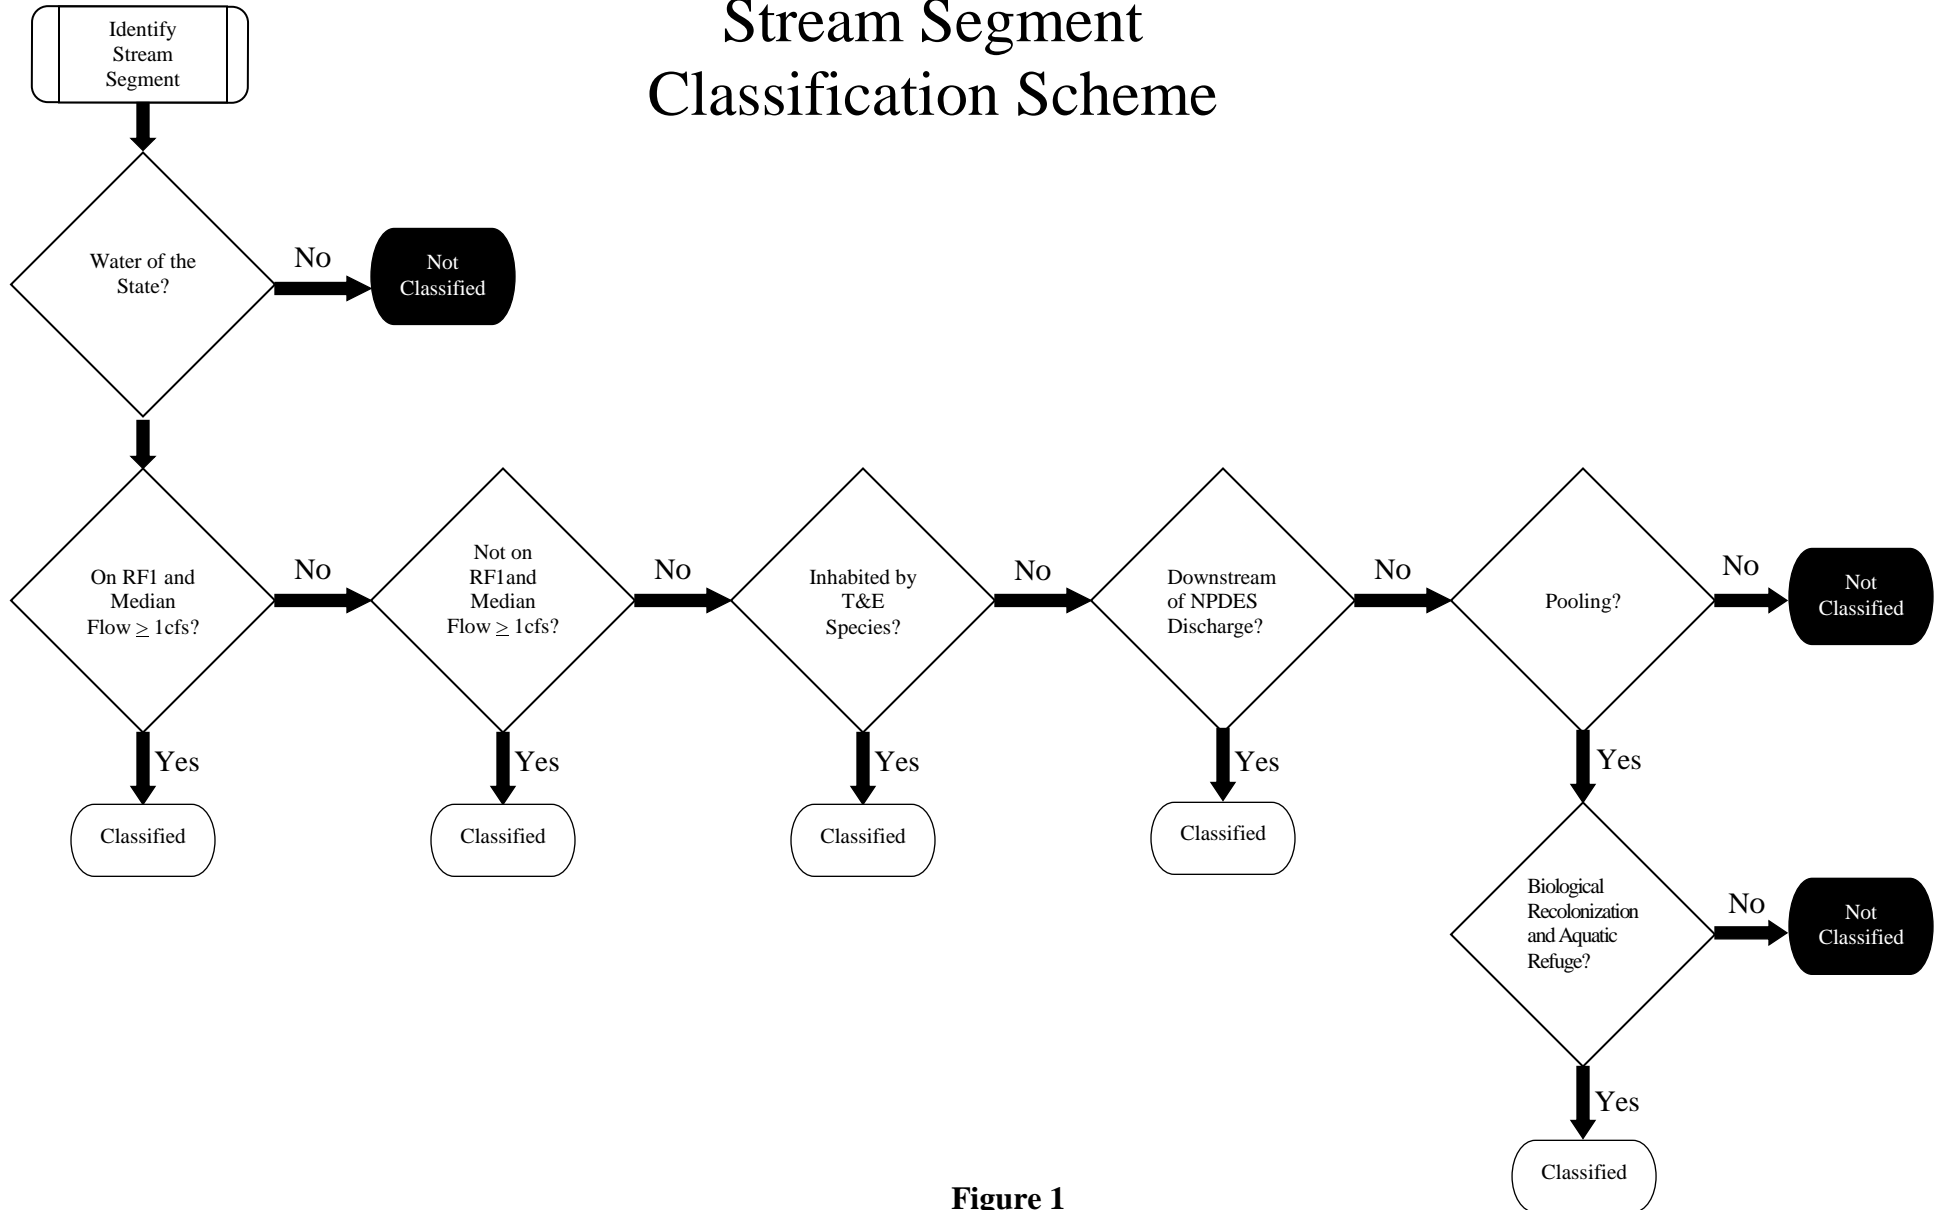 Stream Segment
Classification Scheme
Identify
Stream
Segment
Water of the
State?
No
Not
Classified
On RF1 and
Median
Flow ≥ 1cfs?
No
Not on
RF1and
Median
Flow ≥ 1cfs?
No
Inhabited by
T&E
Species?
No
Downstream
of NPDES
Discharge?
No
Pooling?
No
Not
Classified
Yes
Classified
Yes
Classified
Yes
Classified
Yes
Classified
Yes
Biological
Recolonization
and Aquatic
Refuge?
No
Not
Classified
Yes
Classified
Figure 1